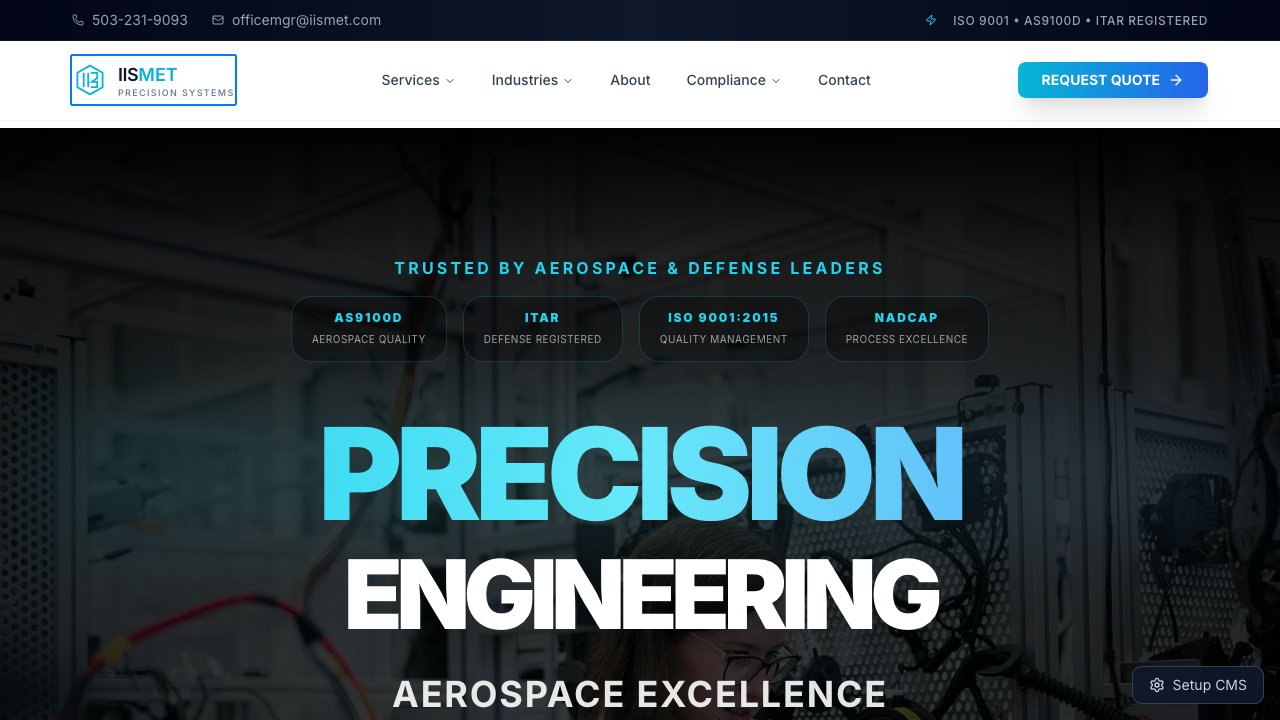 503-231-9093 officemgr@iismet.com ISO 9001 • AS9100D • ITAR REGISTERED
IISMET
PRECISION SYSTEMS
Services Industries About Compliance Contact REQUEST QUOTE
TRUSTED BY AEROSPACE & DEFENSE LEADERS
AS9100D ITAR ISO 9001:2015 NADCAP
AEROSPACE QUALITY DEFENSE REGISTERED QUALITY MANAGEMENT PROCESS EXCELLENCE
PRECISION
ENGINEERING
AEROSPACE EXCELLENCE
Setup CMS